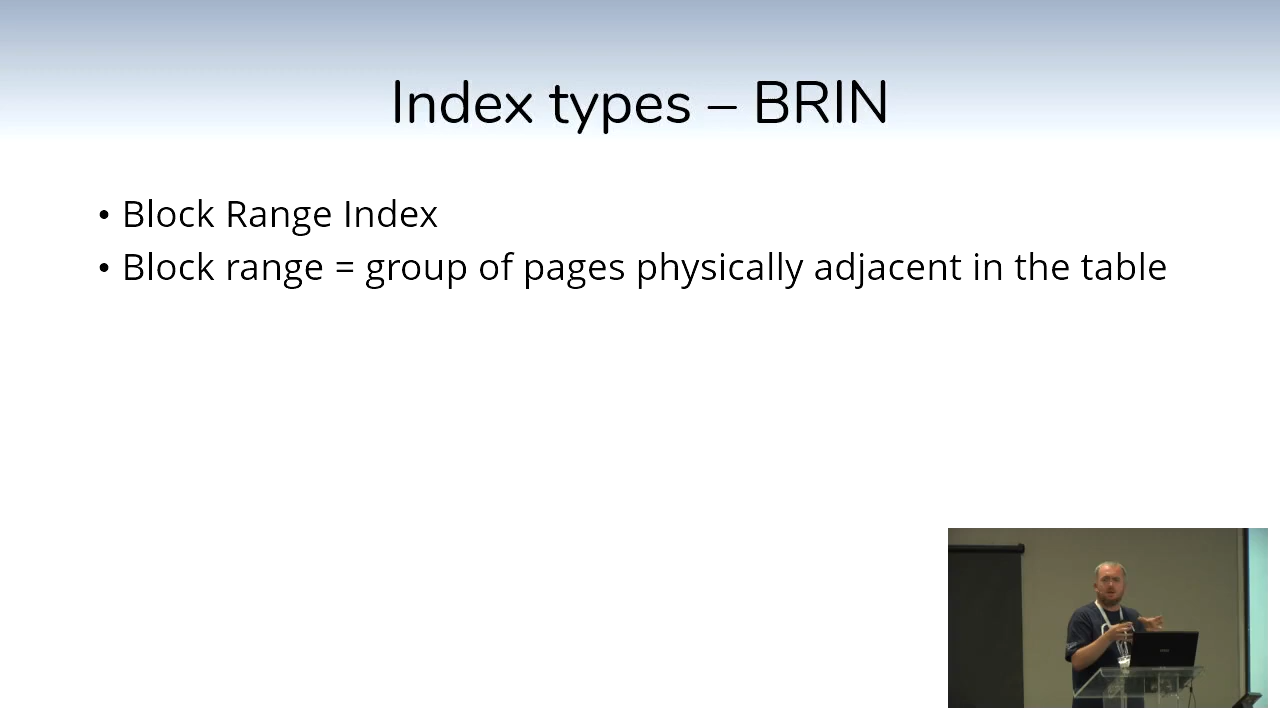 Index types – BRIN
• Block Range Index
• Block range = group of pages physically adjacent in the table